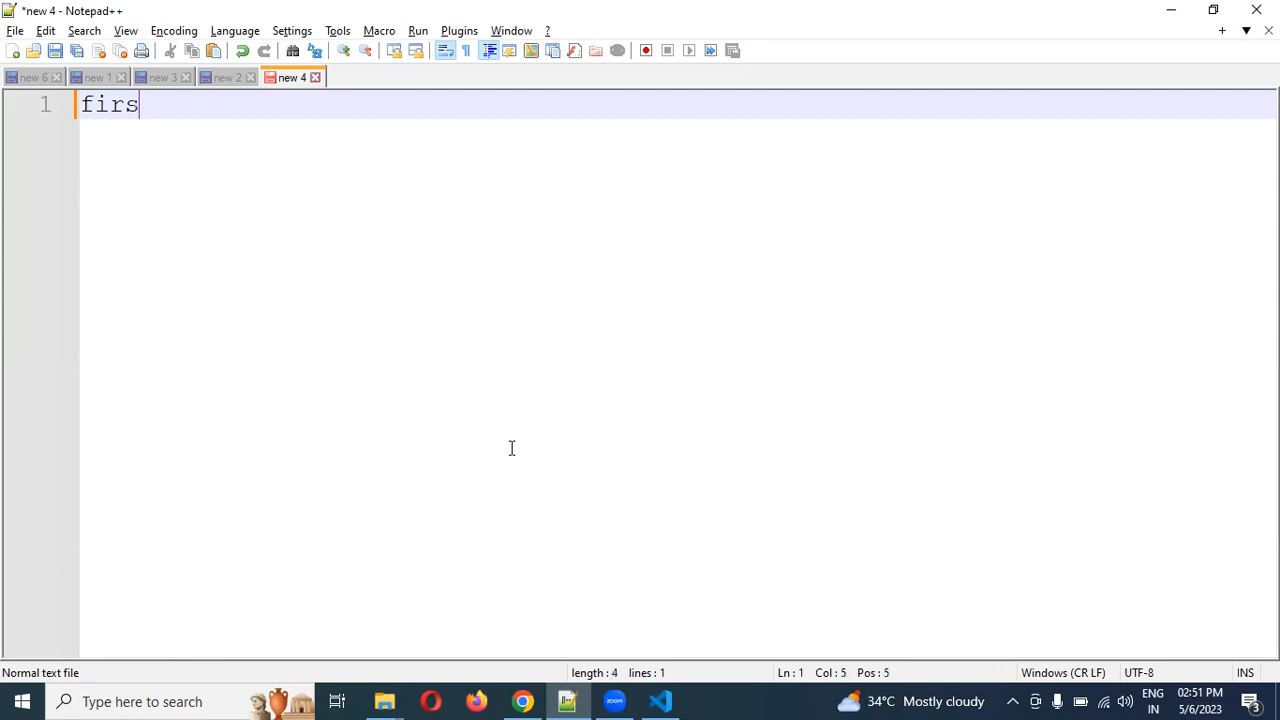 *new 4 - Notepad++
File Edit Search View Encoding Language Settings Tools Macro Run Plugins Window ?
new 6 new 1 new 3 new 2 new 4
1 firs
Normal text file length : 4 lines : 1 Ln : 1 Col : 5 Pos : 5 Windows (CR LF) UTF-8 INS
Type here to search zoom 34°C Mostly cloudy ENG IN 02:51 PM 5/6/2023 3